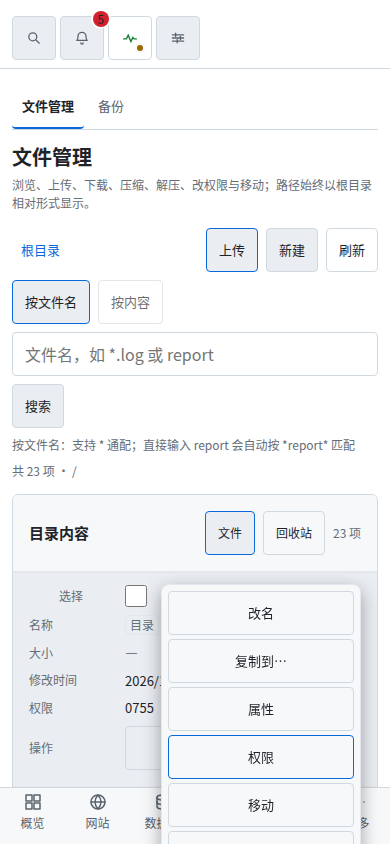 5
文件管理 备份
文件管理
浏览、上传、下载、压缩、解压、改权限与移动；路径始终以根目录
相对形式显示。
根目录 上传 新建 刷新
按文件名 按内容
文件名，如 *.log 或 report
搜索
按文件名：支持 * 通配；直接输入 report 会自动按 *report* 匹配
共 23 项 · /
目录内容 文件 回收站 23 项
选择
名称 目录
大小 —
修改时间 2026/
权限 0755
操作
改名
复制到…
属性
权限
移动
概览 网站 数据 多